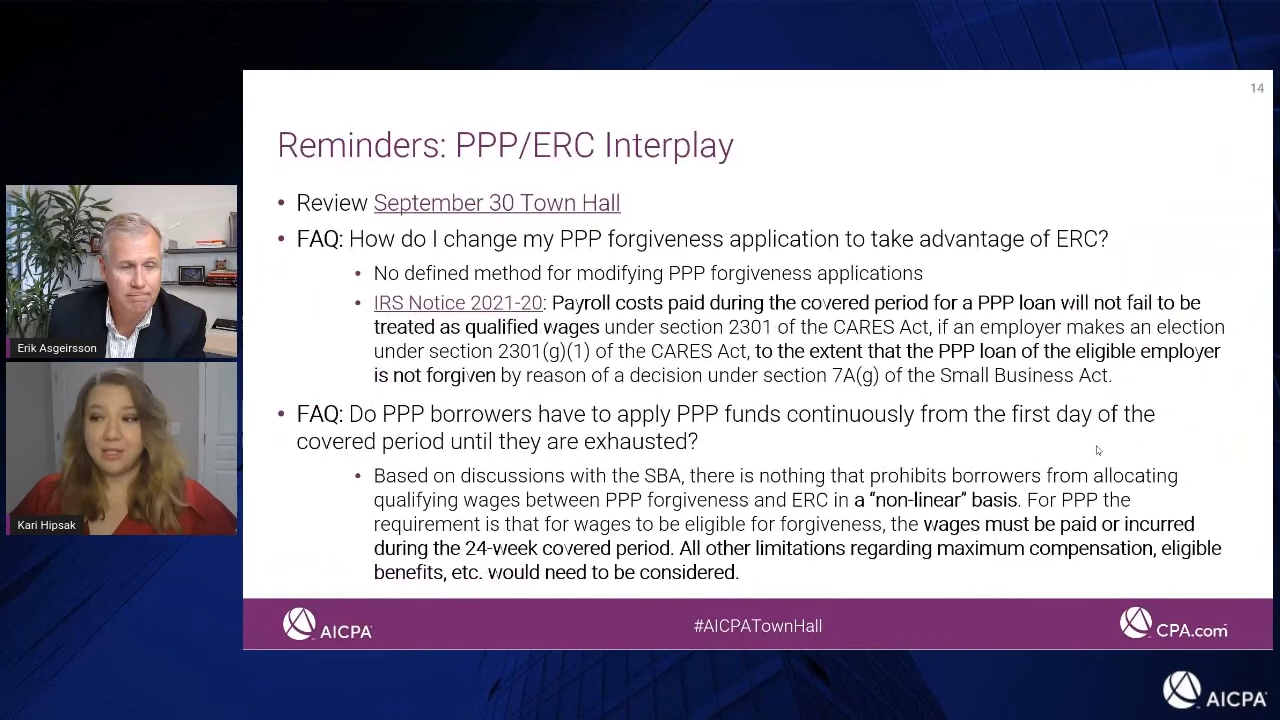 14
Reminders: PPP/ERC Interplay
• Review September 30 Town Hall
• FAQ: How do I change my PPP forgiveness application to take advantage of ERC?
• No defined method for modifying PPP forgiveness applications
• IRS Notice 2021-20: Payroll costs paid during the covered period for a PPP loan will not fail to be
treated as qualified wages under section 2301 of the CARES Act, if an employer makes an election
under section 2301(g)(1) of the CARES Act, to the extent that the PPP loan of the eligible employer
is not forgiven by reason of a decision under section 7A(g) of the Small Business Act.
• FAQ: Do PPP borrowers have to apply PPP funds continuously from the first day of the
covered period until they are exhausted?
• Based on discussions with the SBA, there is nothing that prohibits borrowers from allocating
qualifying wages between PPP forgiveness and ERC in a “non-linear” basis. For PPP the
requirement is that for wages to be eligible for forgiveness, the wages must be paid or incurred
during the 24-week covered period. All other limitations regarding maximum compensation, eligible
benefits, etc. would need to be considered.
Erik Asgeirsson
Kari Hipsak
AICPA
#AICPATownHall
CPA.com
AICPA